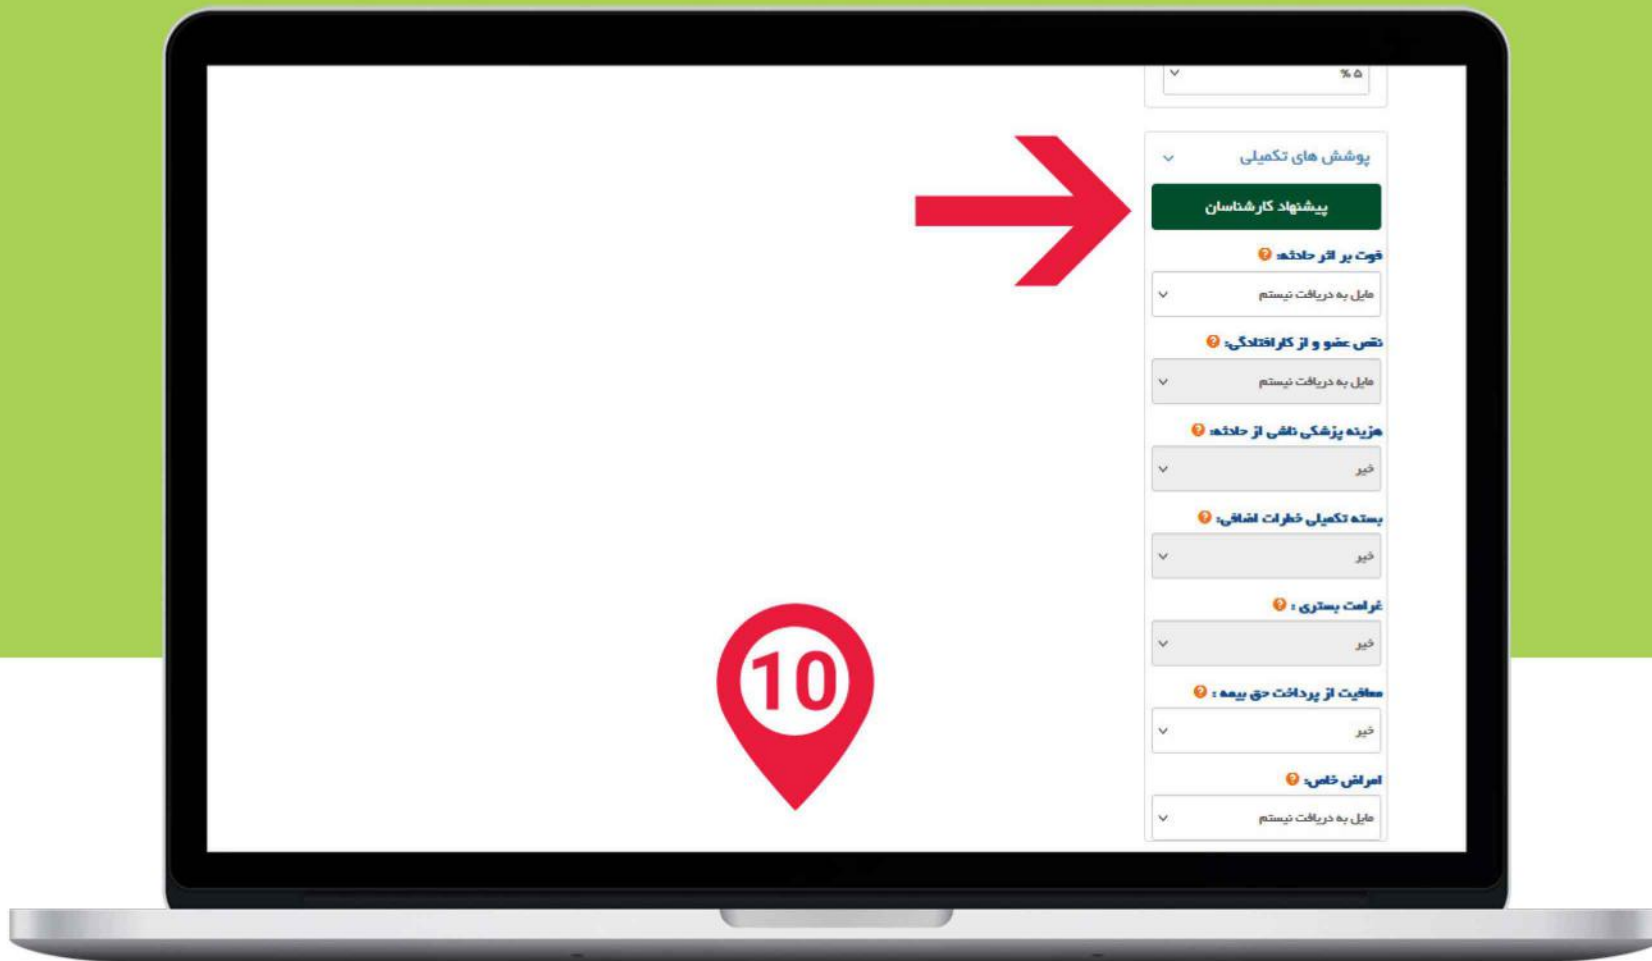 % ۵
پوشش های تکمیلی
پیشنهاد کارشناسان
فوت بر اثر حادثه:
مایل به دریافت نیستم
نقص عضو و از کارافتادگی:
مایل به دریافت نیستم
هزینه پزشکی ناشی از حادثه:
خیر
بسته تکمیلی خطرات اضافی:
خیر
غرامت بستری :
خیر
معافیت از پرداخت حق بیمه :
خیر
امراض خاص:
مایل به دریافت نیستم
10